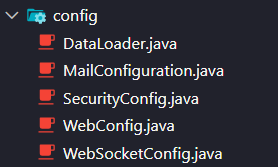 config
DataLoader.java
MailConfiguration.java
SecurityConfig.java
WebConfig.java
WebSocketConfig.java